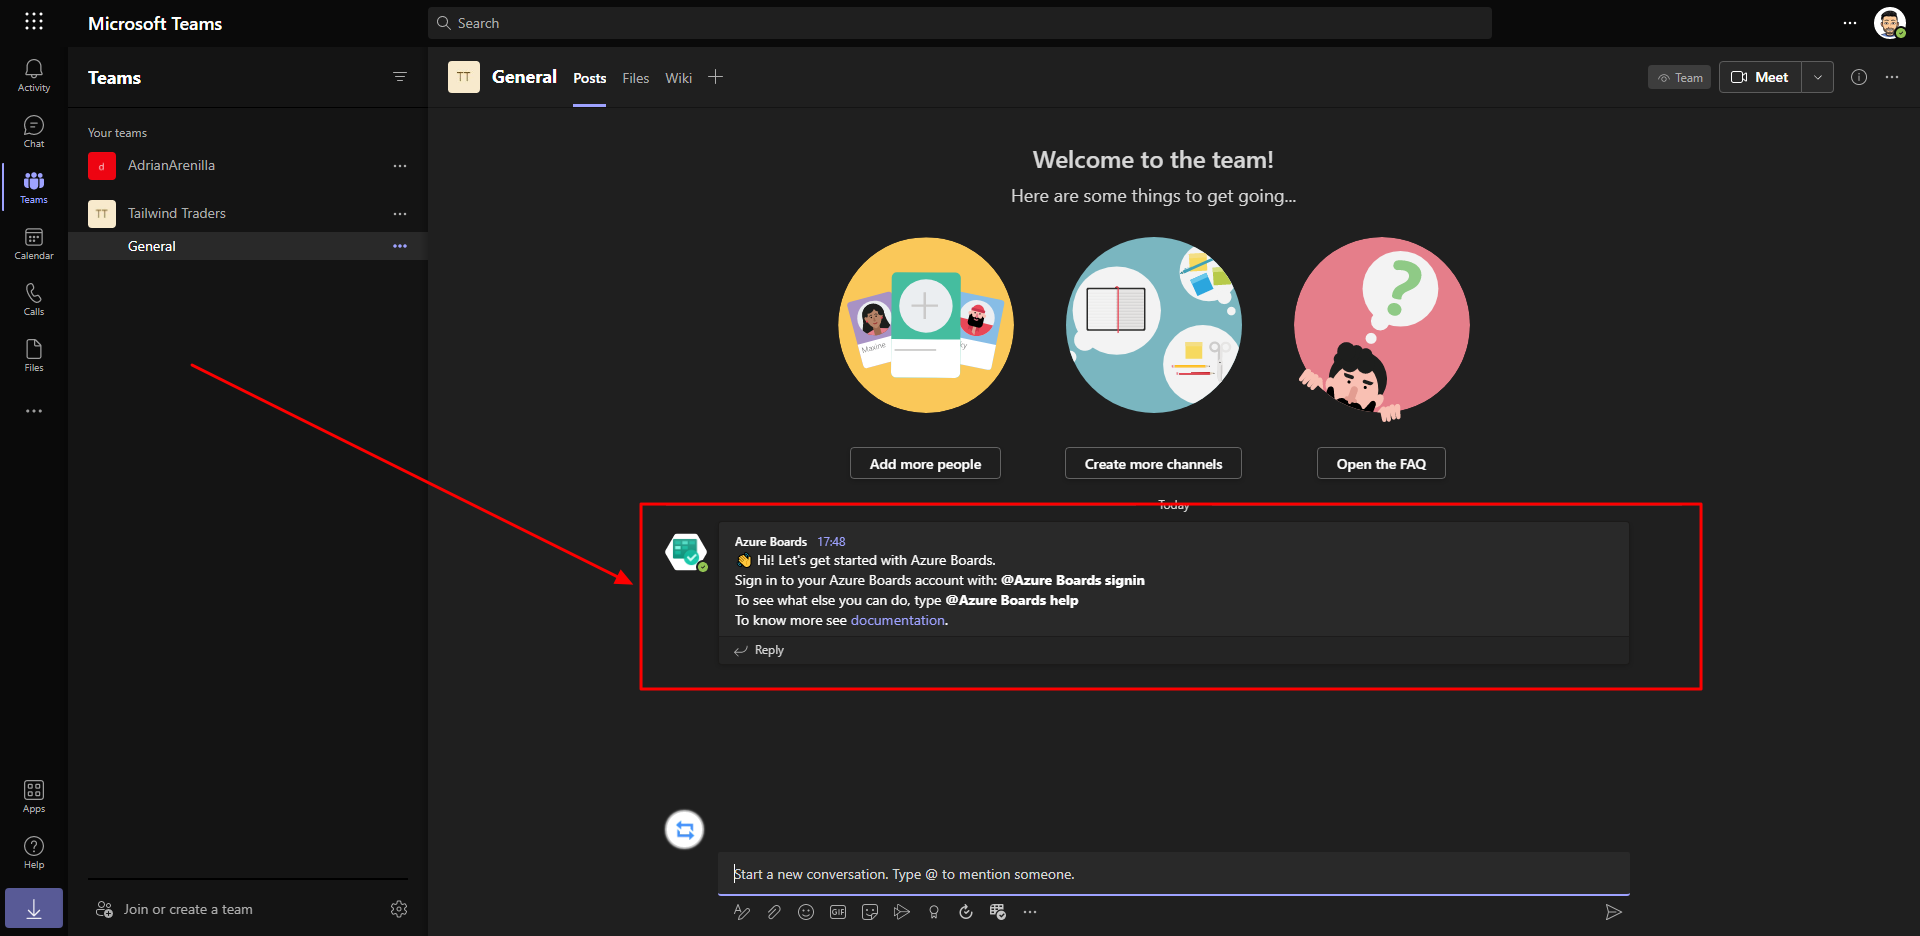 Microsoft Teams
Search
Activity
Chat
Teams
Calendar
Calls
Files
Apps
Help
Teams
Your teams
d
AdrianArenilla
TT
Tailwind Traders
General
Join or create a team
TT
General
Posts
Files
Wiki
Team
Meet
Welcome to the team!
Here are some things to get going...
Maxine
?
Add more people
Create more channels
Open the FAQ
Today
Azure Boards 17:48
👋 Hi! Let's get started with Azure Boards.
Sign in to your Azure Boards account with: @Azure Boards signin
To see what else you can do, type @Azure Boards help
To know more see documentation.
Reply
Start a new conversation. Type @ to mention someone.
GIF